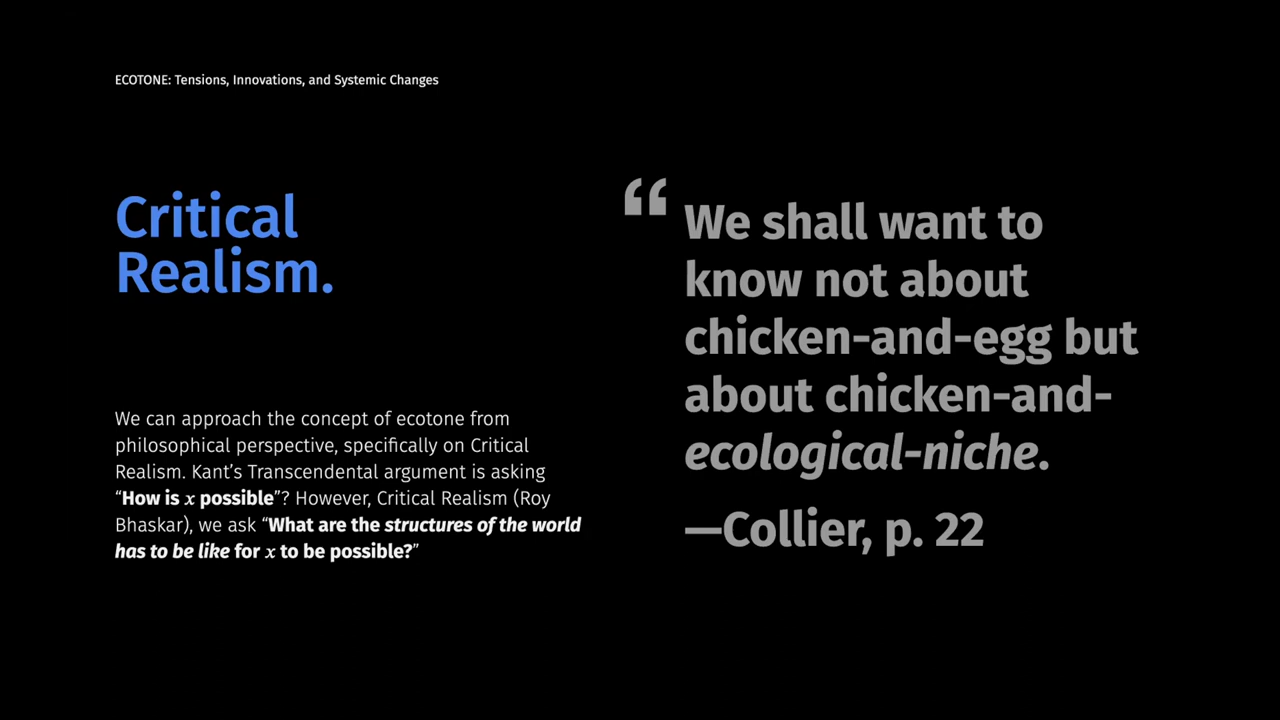 ECOTONE: Tensions, Innovations, and Systemic Changes
Critical
Realism.
We can approach the concept of ecotone from
philosophical perspective, specifically on Critical
Realism. Kant’s Transcendental argument is asking
“How is x possible”? However, Critical Realism (Roy
Bhaskar), we ask “What are the structures of the world
has to be like for x to be possible?”
“We shall want to
know not about
chicken-and-egg but
about chicken-and-
ecological-niche.
—Collier, p. 22